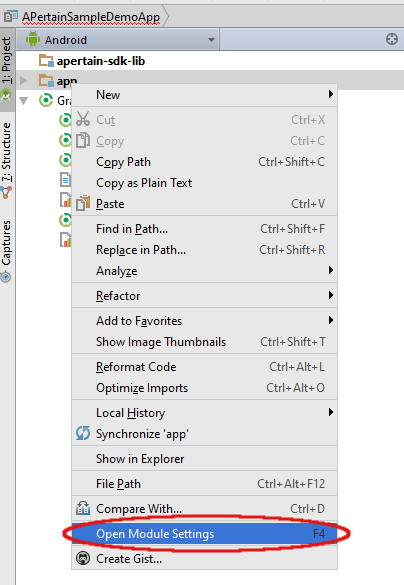 APertainSampleDemoApp
1: Project
Android
apertain-sdk-lib
app
Gra
7: Structure
Captures
New
Cut Ctrl+X
Copy Ctrl+C
Copy Path Ctrl+Shift+C
Copy as Plain Text
Paste Ctrl+V
Find in Path... Ctrl+Shift+F
Replace in Path... Ctrl+Shift+R
Analyze
Refactor
Add to Favorites
Show Image Thumbnails Ctrl+Shift+T
Reformat Code Ctrl+Alt+L
Optimize Imports Ctrl+Alt+O
Local History
Synchronize 'app'
Show in Explorer
File Path Ctrl+Alt+F12
Compare With... Ctrl+D
Open Module Settings F4
Create Gist...